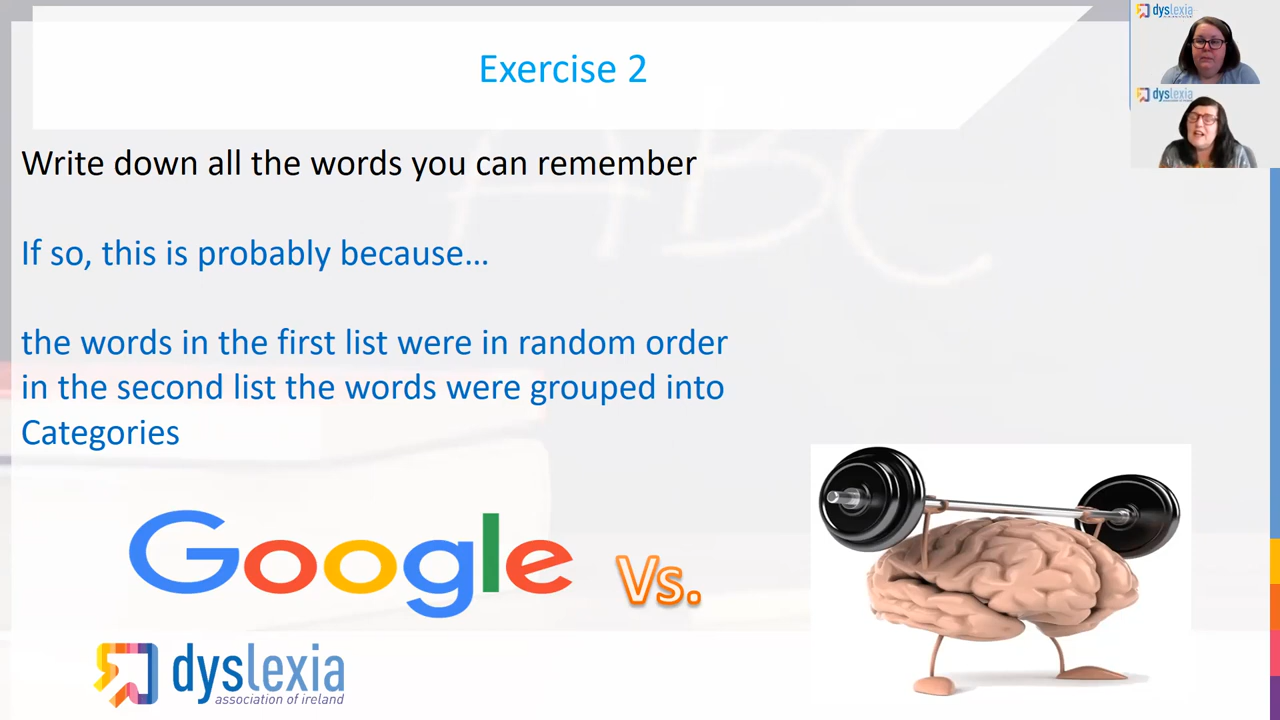 Exercise 2
dyslexia
dyslexia
Write down all the words you can remember
If so, this is probably because…
the words in the first list were in random order
in the second list the words were grouped into
Categories
Google
Vs.
dyslexia
association of ireland
ABC